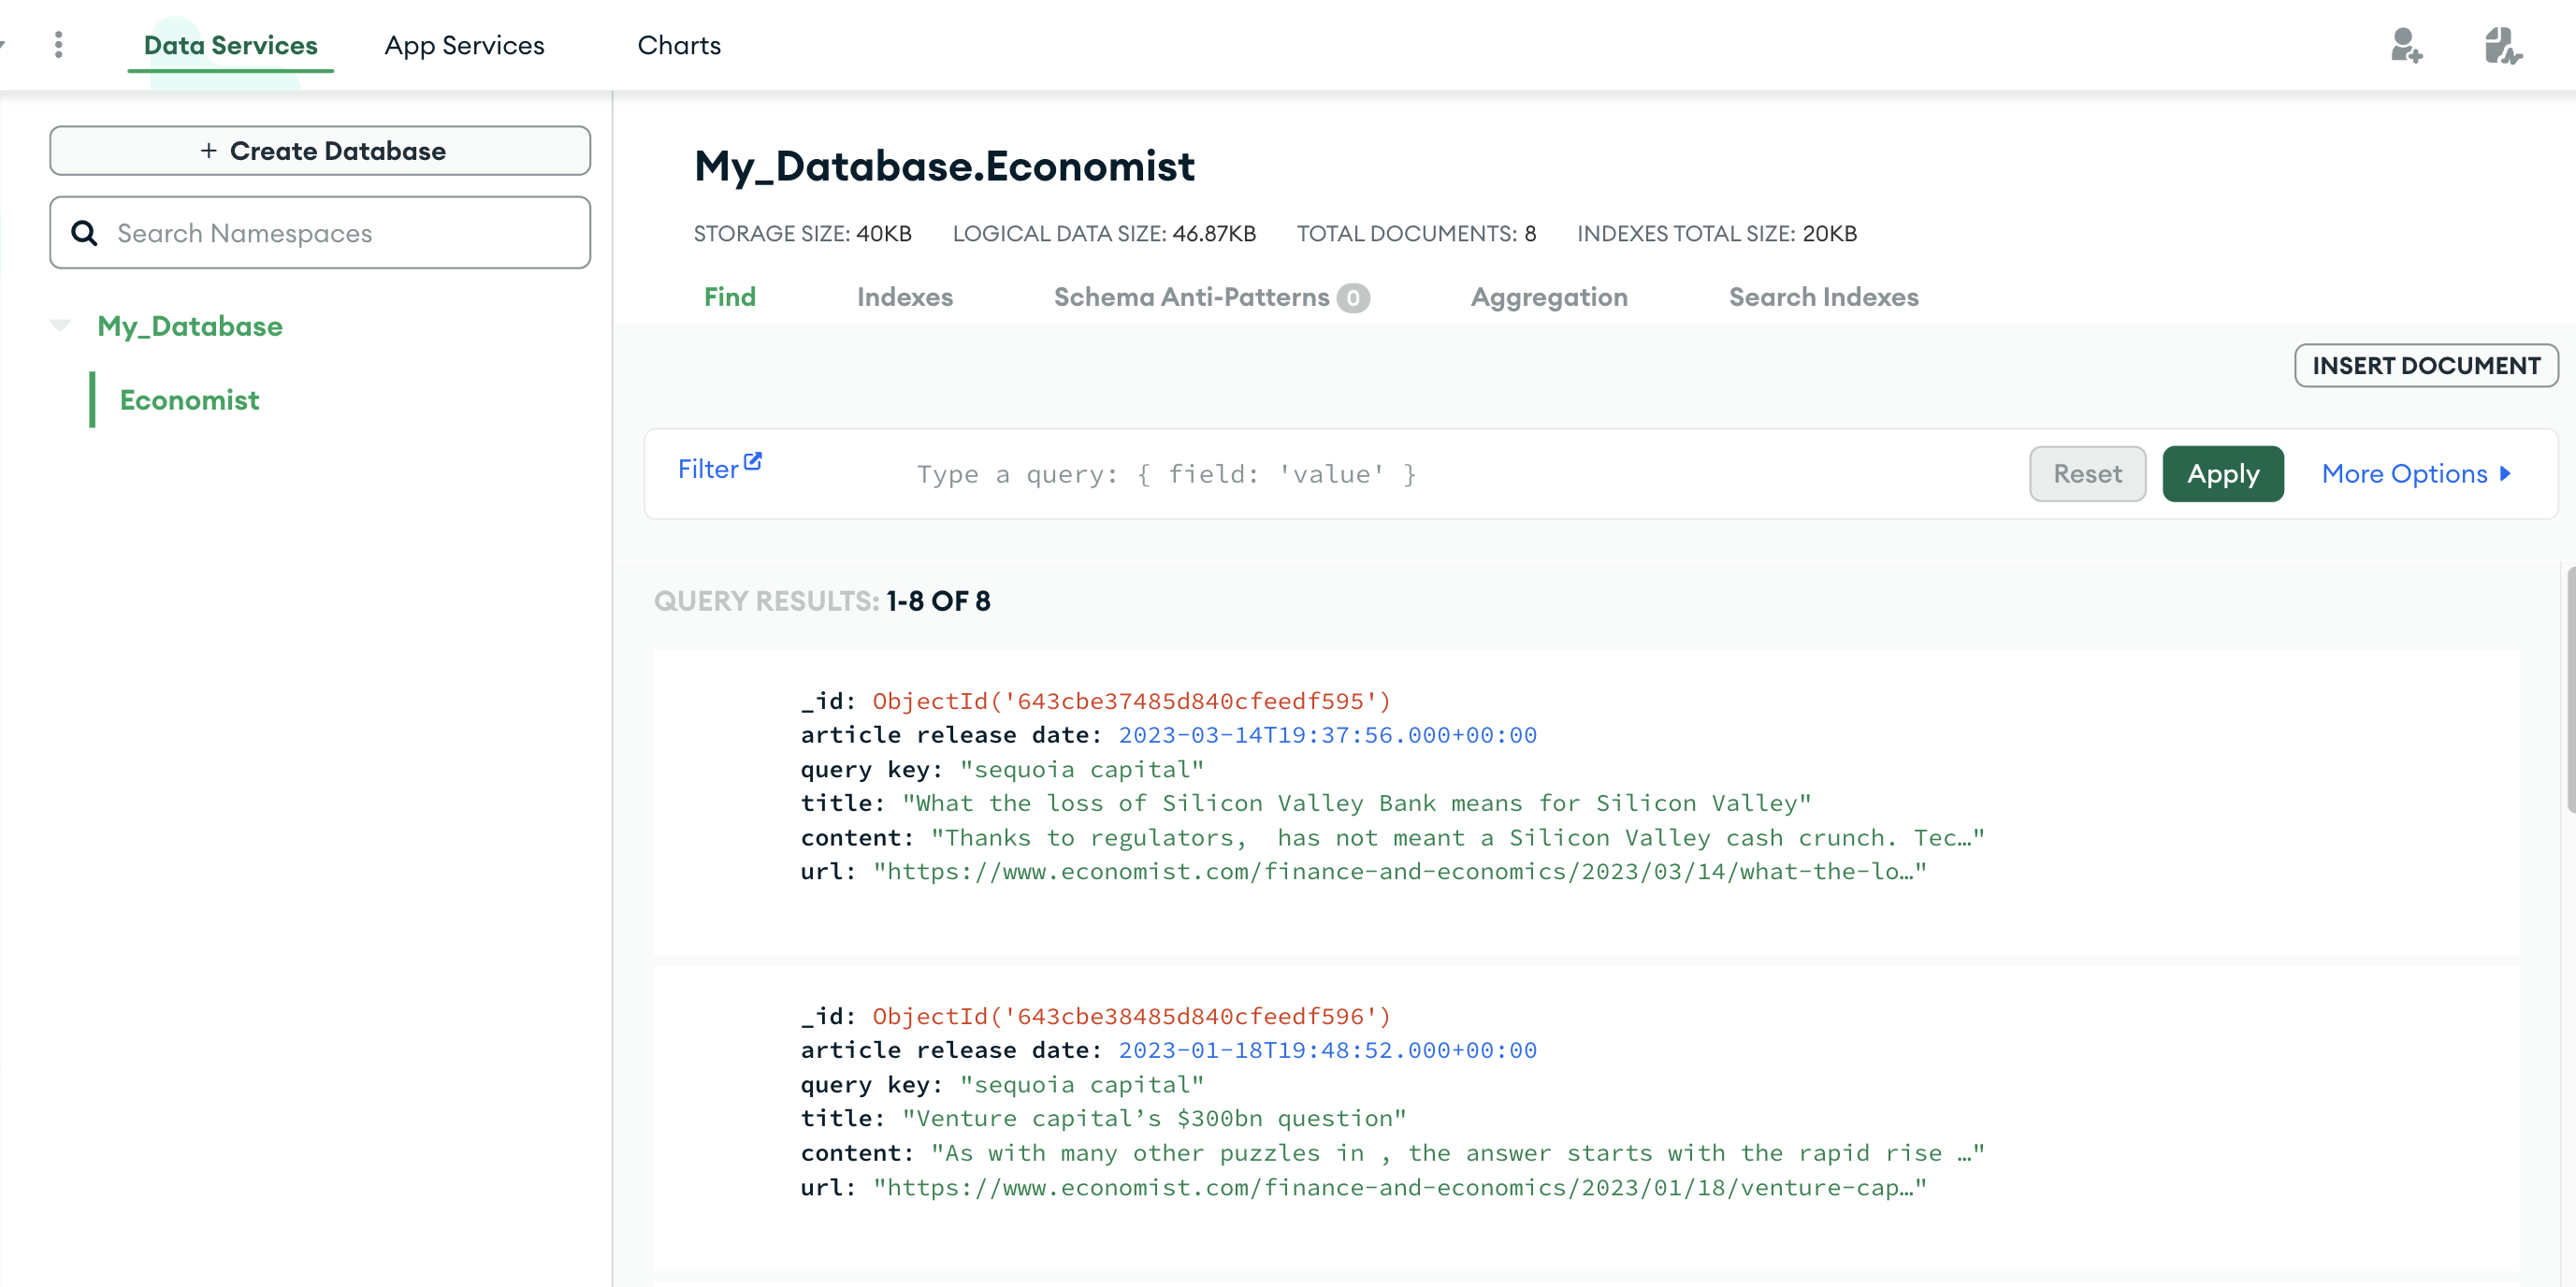 Data Services App Services Charts
+ Create Database
Search Namespaces
My_Database
Economist
My_Database.Economist
STORAGE SIZE: 40KB LOGICAL DATA SIZE: 46.87KB TOTAL DOCUMENTS: 8 INDEXES TOTAL SIZE: 20KB
Find Indexes Schema Anti-Patterns 0 Aggregation Search Indexes
INSERT DOCUMENT
Filter Type a query: { field: 'value' } Reset Apply More Options
QUERY RESULTS: 1-8 OF 8
_id: ObjectId('643cbe37485d840cfeedf595')
article release date: 2023-03-14T19:37:56.000+00:00
query key: "sequoia capital"
title: "What the loss of Silicon Valley Bank means for Silicon Valley"
content: "Thanks to regulators,  has not meant a Silicon Valley cash crunch. Tec…"
url: "https://www.economist.com/finance-and-economics/2023/03/14/what-the-lo…"
_id: ObjectId('643cbe38485d840cfeedf596')
article release date: 2023-01-18T19:48:52.000+00:00
query key: "sequoia capital"
title: "Venture capital’s $300bn question"
content: "As with many other puzzles in , the answer starts with the rapid rise …"
url: "https://www.economist.com/finance-and-economics/2023/01/18/venture-cap…"